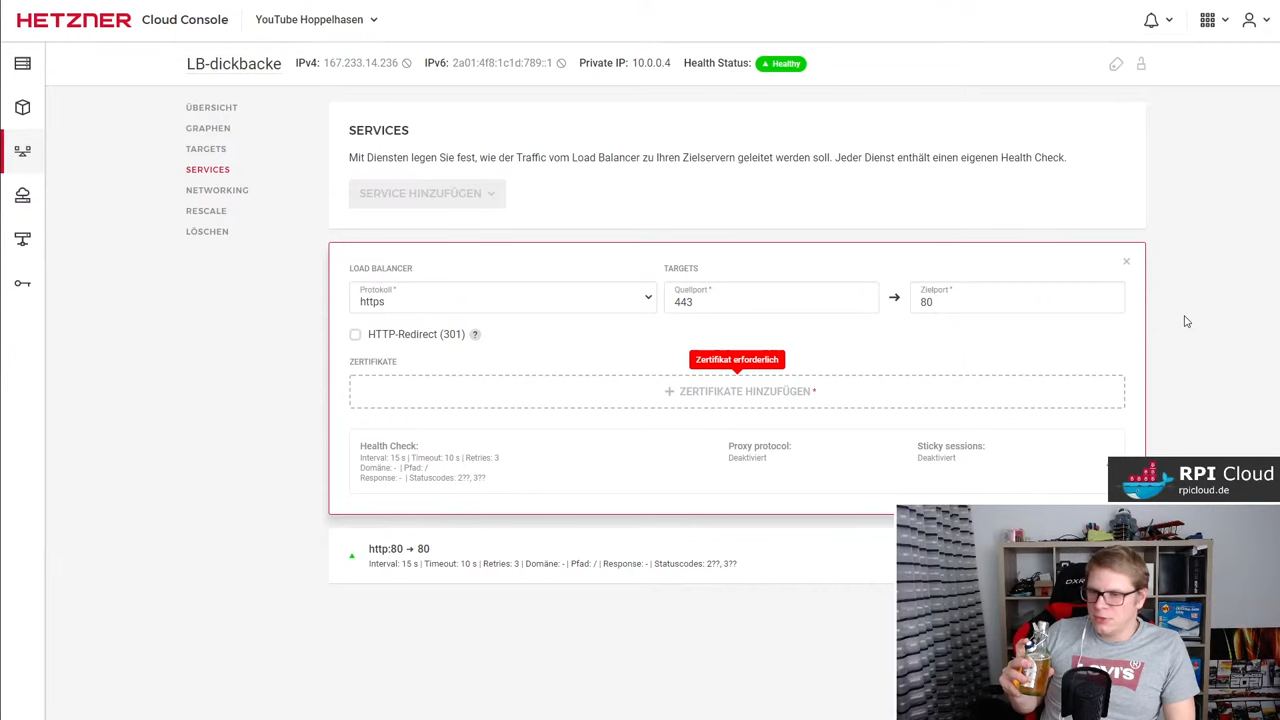 HETZNER Cloud Console YouTube Hoppelhasen
LB-dickbacke IPv4: 167.233.14.236 IPv6: 2a01:4f8:1c1d:789::1 Private IP: 10.0.0.4 Health Status: Healthy
ÜBERSICHT
GRAPHEN
TARGETS
SERVICES
NETWORKING
RESCALE
LÖSCHEN
SERVICES
Mit Diensten legen Sie fest, wie der Traffic vom Load Balancer zu Ihren Zielservern geleitet werden soll. Jeder Dienst enthält einen eigenen Health Check.
SERVICE HINZUFÜGEN
LOAD BALANCER TARGETS
Protokoll* Quellport* Zielport*
https 443 → 80
HTTP-Redirect (301) ?
ZERTIFIKATE
Zertifikat erforderlich
+ ZERTIFIKATE HINZUFÜGEN *
Health Check: Proxy protocol: Sticky sessions:
Interval: 15 s | Timeout: 10 s | Retries: 3 Deaktiviert Deaktiviert
Domäne: - | Pfad: /
Response: - | Statuscodes: 2??, 3??
RPI Cloud
rpicloud.de
http:80 → 80
Interval: 15 s | Timeout: 10 s | Retries: 3 | Domäne: - | Pfad: / | Response: - | Statuscodes: 2??, 3??
DXR
LEVI'S